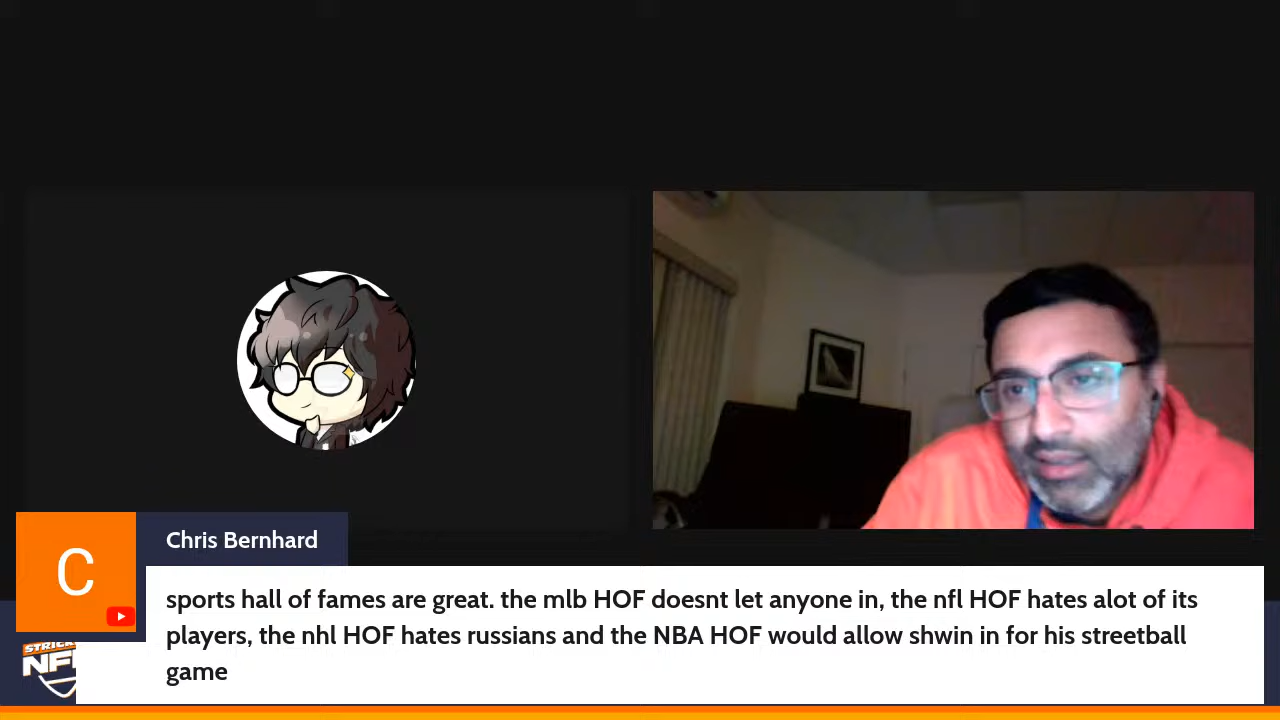 Chris Bernhard
C
sports hall of fames are great. the mlb HOF doesnt let anyone in, the nfl HOF hates alot of its
players, the nhl HOF hates russians and the NBA HOF would allow shwin in for his streetball
game